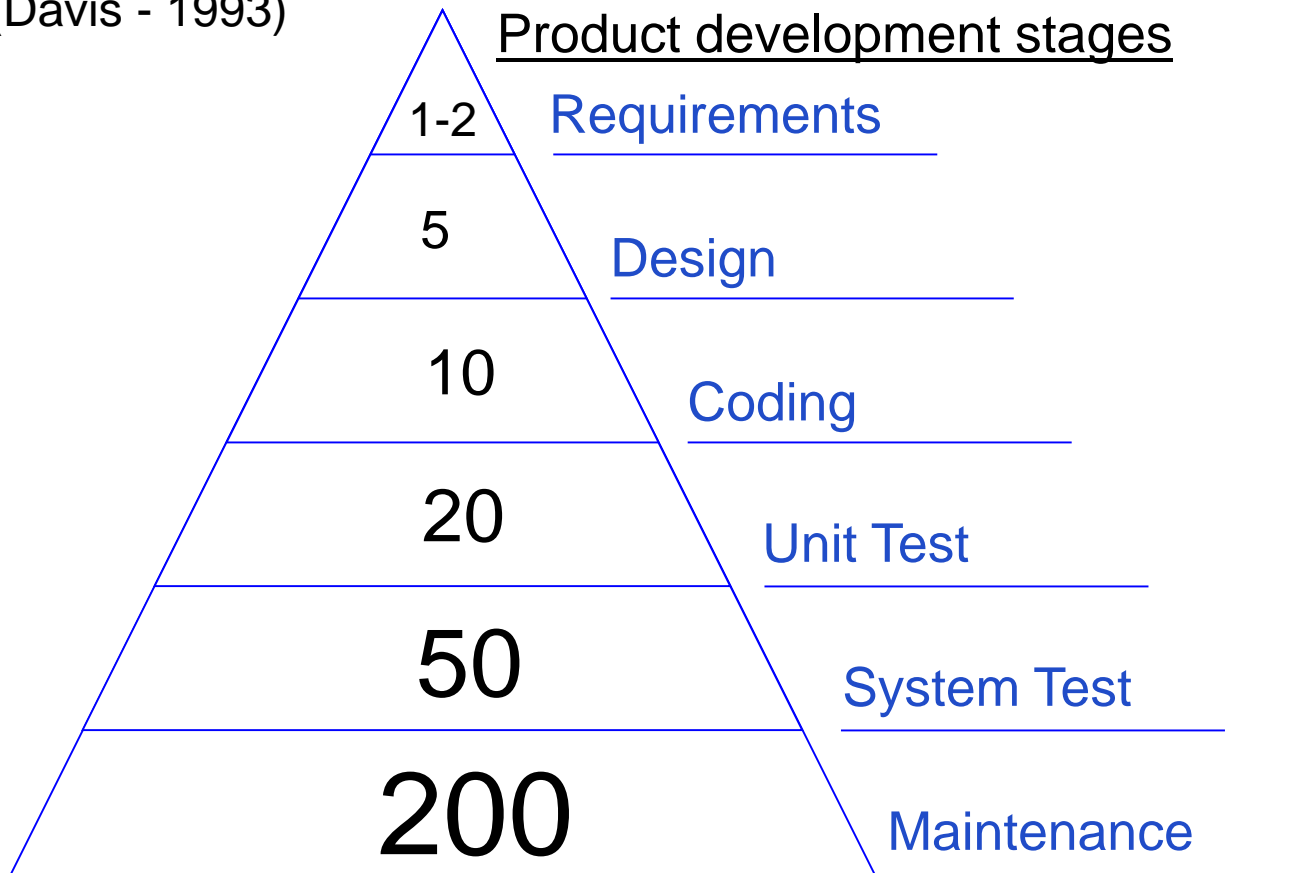 (Davis - 1993)
Product development stages
1-2
Requirements
5
Design
10
Coding
20
Unit Test
50
System Test
200
Maintenance